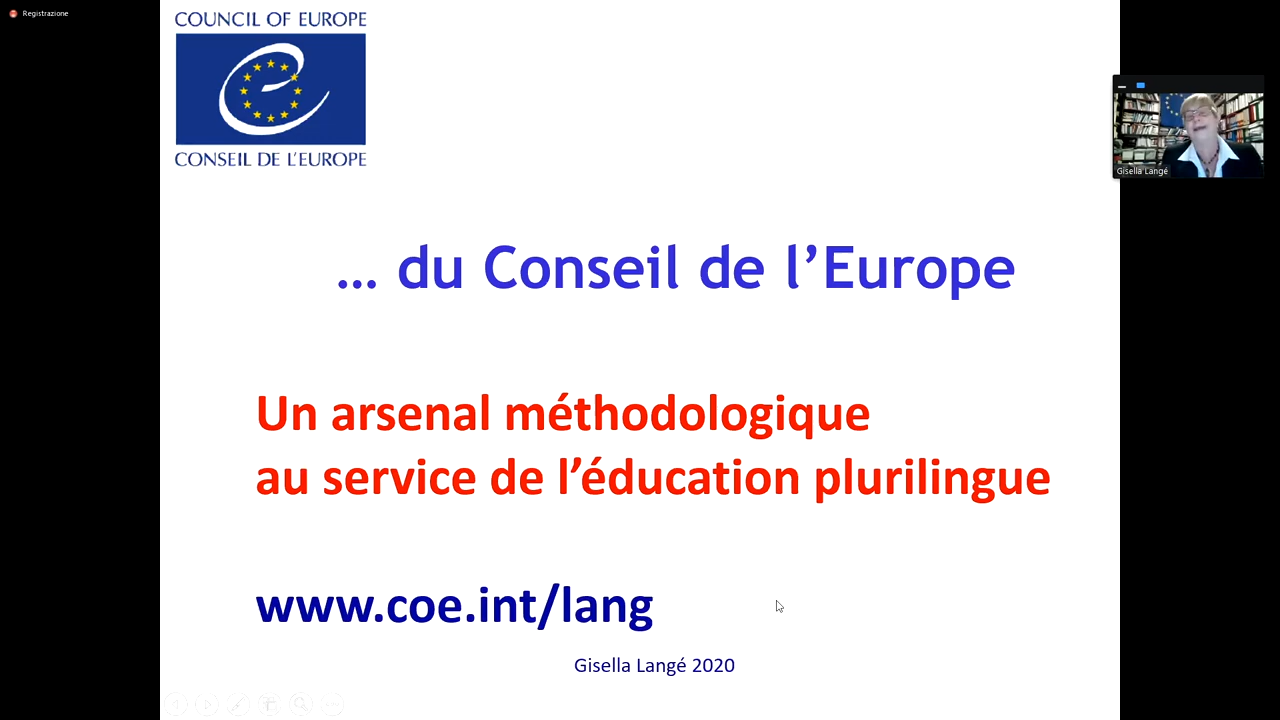 Registrazione
COUNCIL OF EUROPE
CONSEIL DE L'EUROPE
Gisella Langé
… du Conseil de l’Europe
Un arsenal méthodologique
au service de l’éducation plurilingue
www.coe.int/lang
Gisella Langé 2020